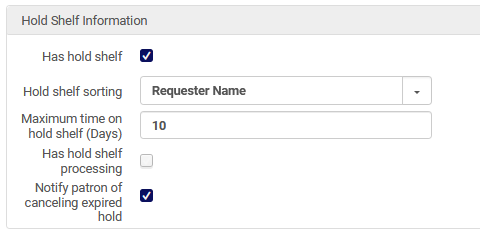 Hold Shelf Information
Has hold shelf
Hold shelf sorting
Requester Name
Maximum time on
hold shelf (Days)
10
Has hold shelf
processing
Notify patron of
canceling expired
hold